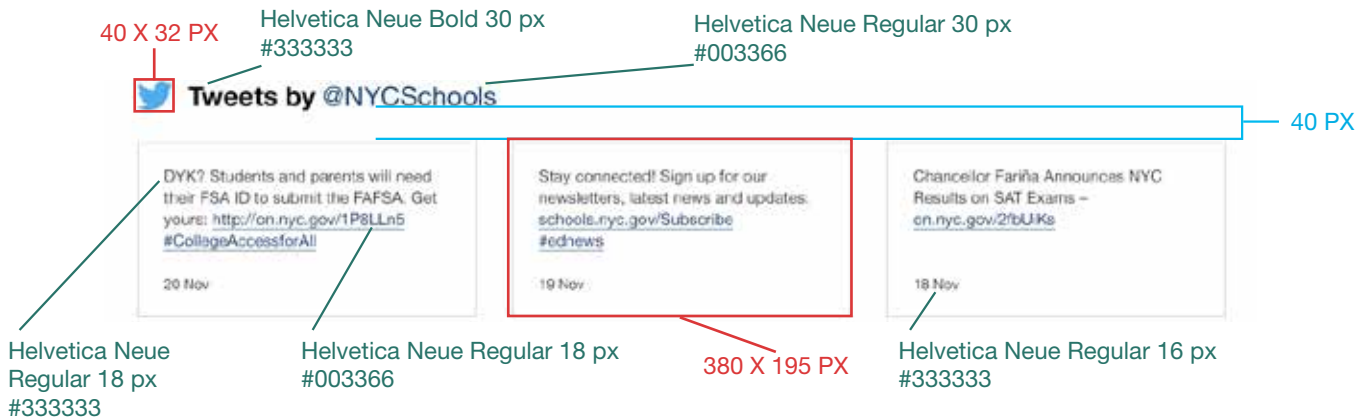 Helvetica Neue Bold 30 px
#333333
Helvetica Neue Regular 30 px
#003366
40 X 32 PX
Tweets by @NYCSchools
40 PX
DYK? Students and parents will need
their FSA ID to submit the FAFSA. Get
yours: http://on.nyc.gov/1P8LLn5
#CollegeAccessforAll
20 Nov
Stay connected! Sign up for our
newsletters, latest news and updates.
schools.nyc.gov/Subscribe
#ednews
19 Nov
Chancellor Fariña Announces NYC
Results on SAT Exams –
on.nyc.gov/2fbUiKs
18 Nov
Helvetica Neue
Regular 18 px
#333333
Helvetica Neue Regular 18 px
#003366
380 X 195 PX
Helvetica Neue Regular 16 px
#333333